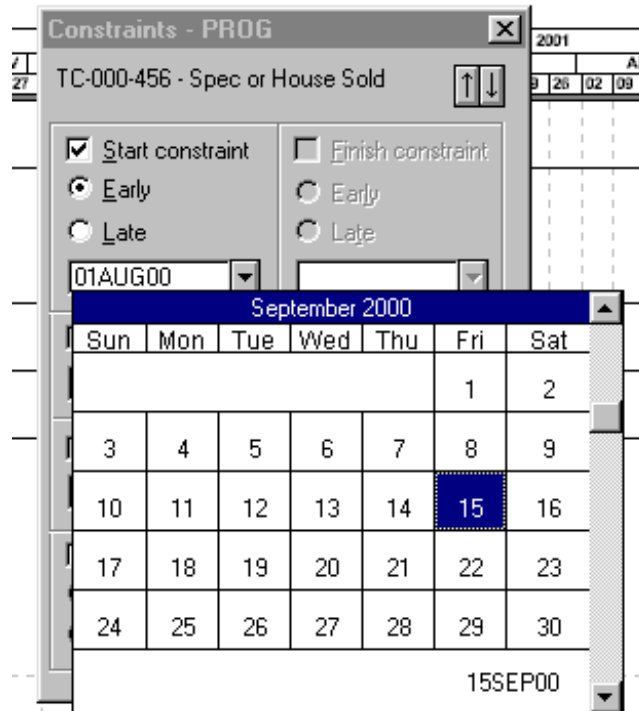 Constraints - PROG
2001
27
9 26 02 09
TC-000-456 - Spec or House Sold
Start constraint Finish constraint
Early Early
Late Late
01AUG00
September 2000
Sun Mon Tue Wed Thu Fri Sat
1 2
3 4 5 6 7 8 9
10 11 12 13 14 15 16
17 18 19 20 21 22 23
24 25 26 27 28 29 30
15SEP00